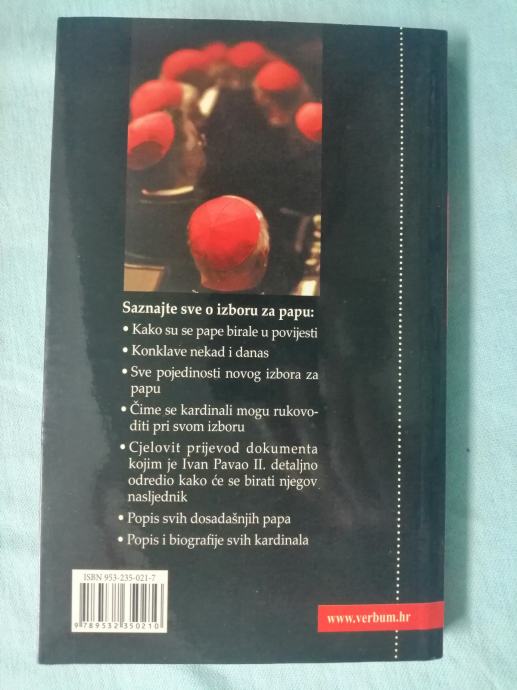 Saznajte sve o izboru za papu:
• Kako su se pape birale u povijesti
• Konklave nekad i danas
• Sve pojedinosti novog izbora za
papu
• Čime se kardinali mogu rukovo-
diti pri svom izboru
• Cjelovit prijevod dokumenta
kojim je Ivan Pavao II. detaljno
odredio kako će se birati njegov
nasljednik
• Popis svih dosadašnjih papa
• Popis i biografije svih kardinala
ISBN 953-235-021-7
9 789532 350210
www.verbum.hr